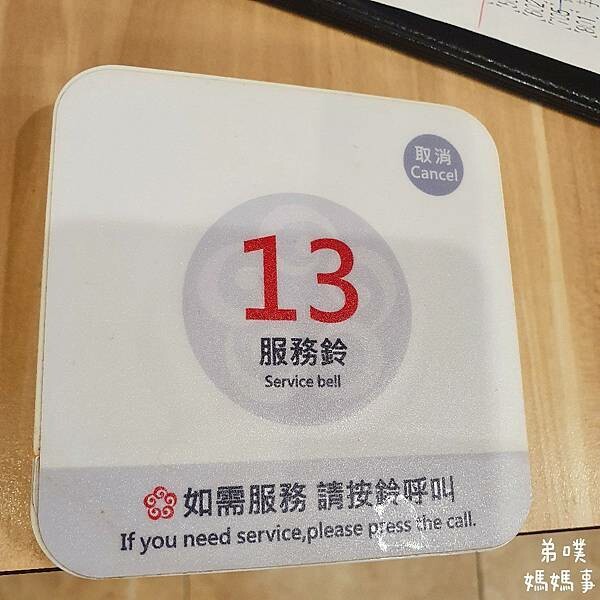 取消
Cancel
13
服務鈴
Service bell
如需服務 請按鈴呼叫
If you need service,please press the call.
弟噗
媽媽事